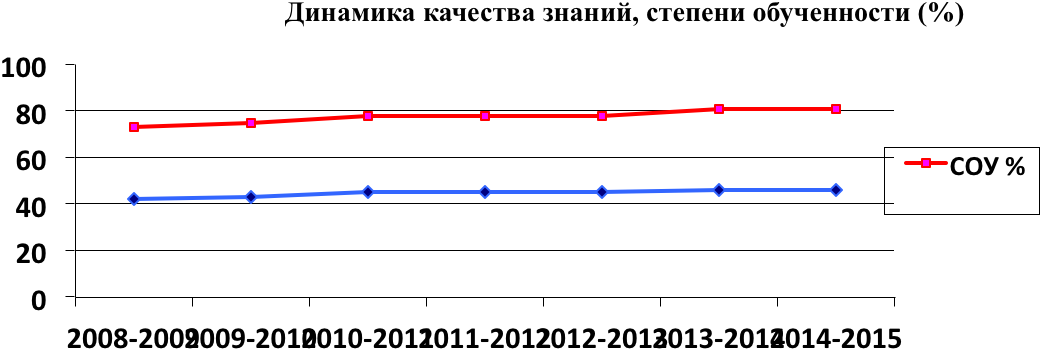 Динамика качества знаний, степени обученности (%)
100
80
60
40
20
0
СОУ %
2008-2009 2009-2010 2010-2011 2011-2012 2012-2013 2013-2014 2014-2015